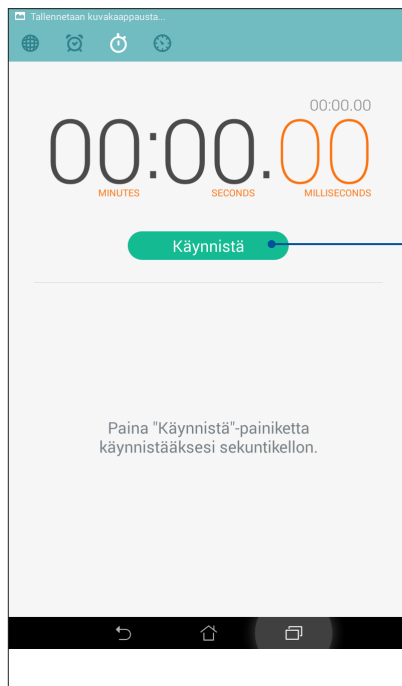 Tallennetaan kuvakaappausta...
00:00.00
00:00.00
MINUTES SECONDS MILLISECONDS
Käynnistä
Paina "Käynnistä"-painiketta
käynnistääksesi sekuntikellon.